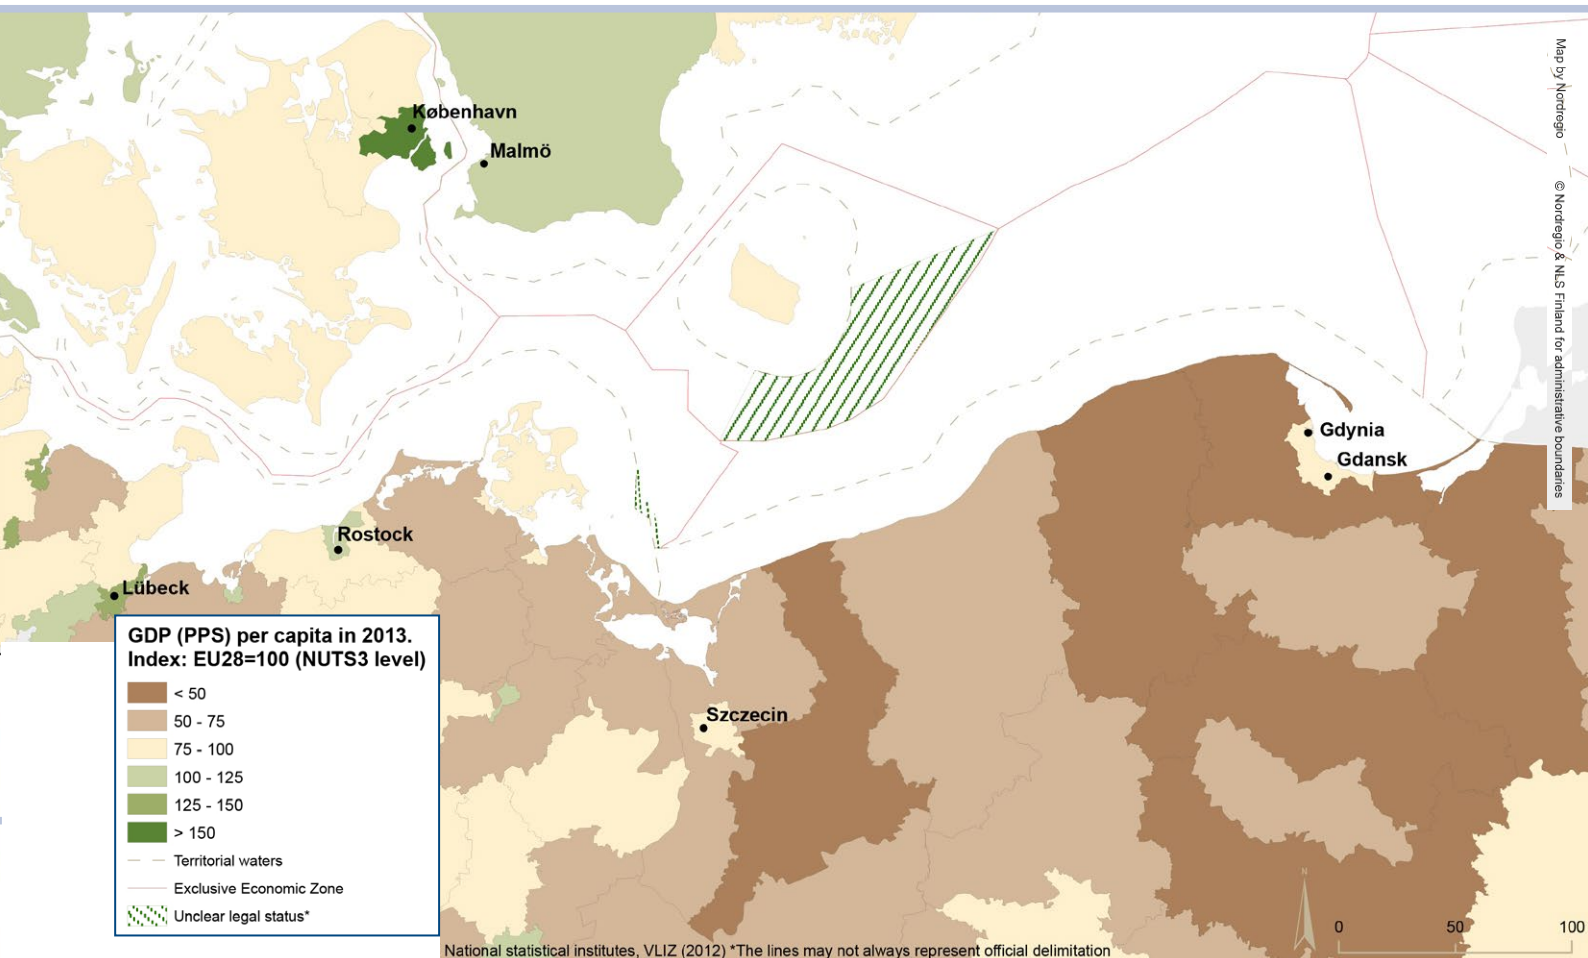 København
Malmö
Gdynia
Gdansk
Rostock
Lübeck
Szczecin
GDP (PPS) per capita in 2013.
Index: EU28=100 (NUTS3 level)
< 50
50 - 75
75 - 100
100 - 125
125 - 150
> 150
Territorial waters
Exclusive Economic Zone
Unclear legal status*
National statistical institutes, VLIZ (2012) *The lines may not always represent official delimitation
N
0 50 100
Map by Nordregio © Nordregio & NLS Finland for administrative boundaries